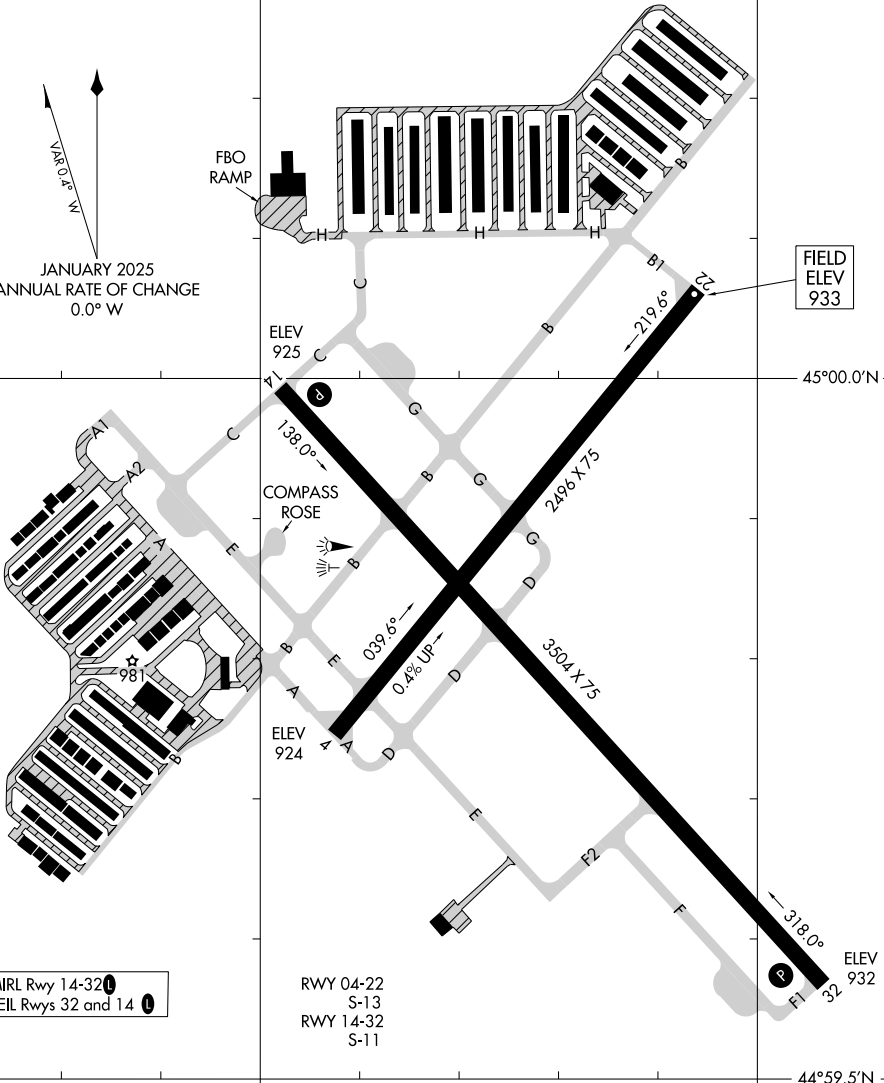 VAR 0.4° W
JANUARY 2025
ANNUAL RATE OF CHANGE
0.0° W
FBO
RAMP
H
H
H
B
B1
22
FIELD
ELEV
933
219.6°
C
B
ELEV
925
C
14
P
45°00.0'N
G
C
138.0°
A1
A2
B
G
2496 X 75
COMPASS
ROSE
A
E
B
G
D
039.6°
0.4% UP
3504 X 75
B
E
D
981
A
ELEV
924
4
A
D
B
E
F2
F
318.0°
ELEV
932
P
F1
32
MIRL Rwy 14-32 L
REIL Rwys 32 and 14 L
RWY 04-22
S-13
RWY 14-32
S-11
44°59.5'N